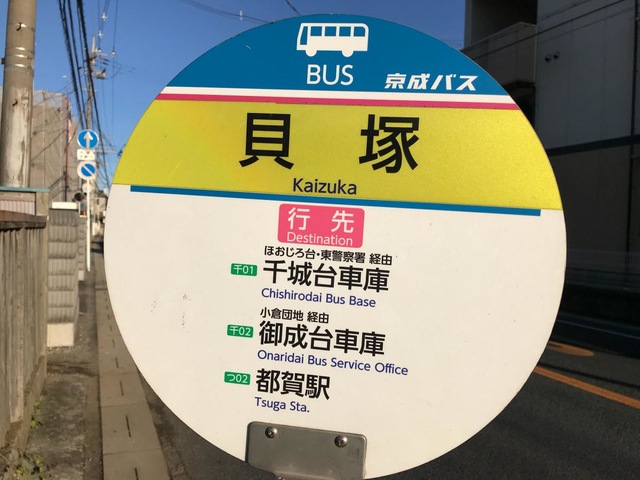 BUS
京成バス
貝塚
Kaizuka
行先
Destination
ほおじろ台・東警察署 経由
千01 千城台車庫
Chishirodai Bus Base
小倉団地 経由
千02 御成台車庫
Onaridai Bus Service Office
つ02 都賀駅
Tsuga Sta.